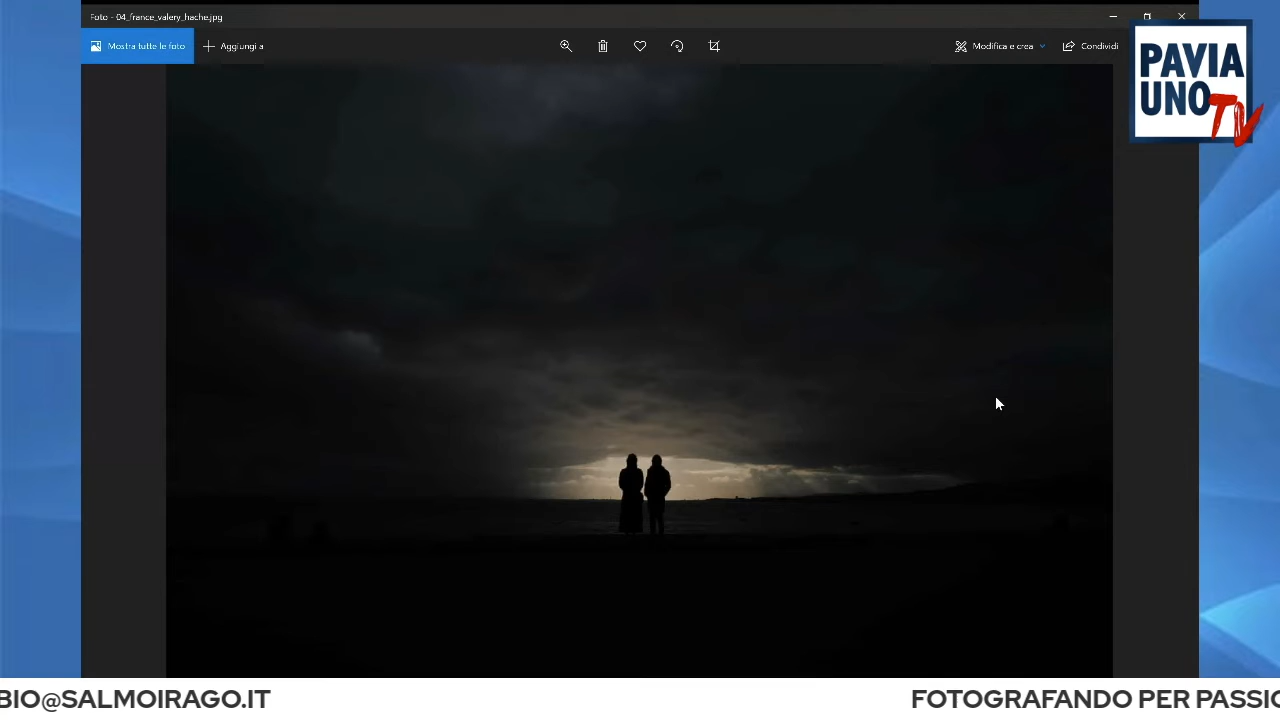 Foto - 04_france_valery_hache.jpg
Mostra tutte le foto
Aggiungi a
Modifica e crea
Condividi
PAVIA
UNO TV
BIO@SALMOIRAGO.IT
FOTOGRAFANDO PER PASSIO